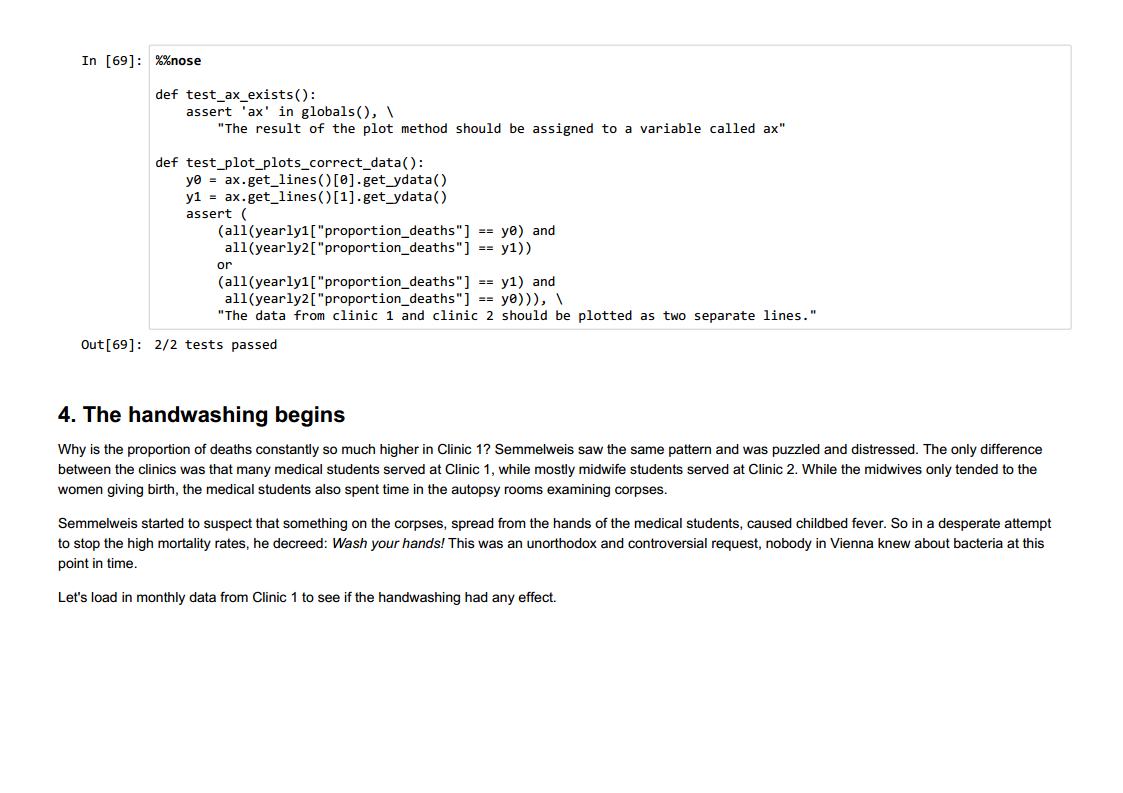 In [69]: %%nose
def test_ax_exists():
    assert 'ax' in globals(), \
        "The result of the plot method should be assigned to a variable called ax"
def test_plot_plots_correct_data():
    y0 = ax.get_lines()[0].get_ydata()
    y1 = ax.get_lines()[1].get_ydata()
    assert (
        (all(yearly1["proportion_deaths"] == y0) and
         all(yearly2["proportion_deaths"] == y1))
        or
        (all(yearly1["proportion_deaths"] == y1) and
         all(yearly2["proportion_deaths"] == y0))), \
        "The data from clinic 1 and clinic 2 should be plotted as two separate lines."
Out[69]: 2/2 tests passed
4. The handwashing begins
Why is the proportion of deaths constantly so much higher in Clinic 1? Semmelweis saw the same pattern and was puzzled and distressed. The only difference
between the clinics was that many medical students served at Clinic 1, while mostly midwife students served at Clinic 2. While the midwives only tended to the
women giving birth, the medical students also spent time in the autopsy rooms examining corpses.
Semmelweis started to suspect that something on the corpses, spread from the hands of the medical students, caused childbed fever. So in a desperate attempt
to stop the high mortality rates, he decreed: Wash your hands! This was an unorthodox and controversial request, nobody in Vienna knew about bacteria at this
point in time.
Let's load in monthly data from Clinic 1 to see if the handwashing had any effect.